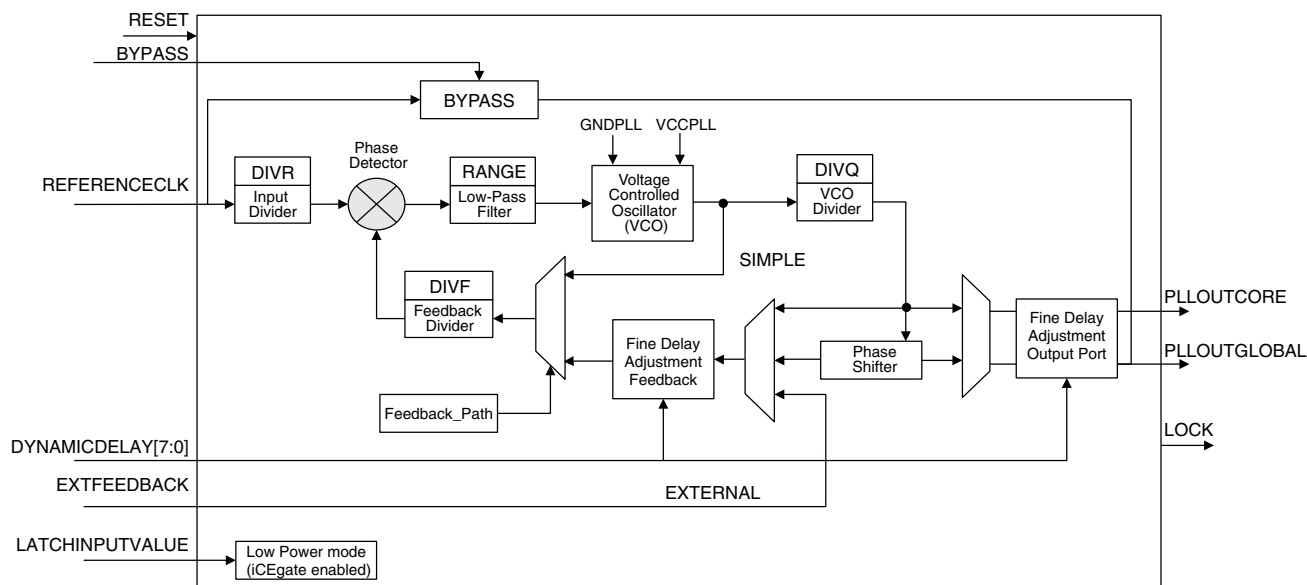 RESET
BYPASS
BYPASS
GNDPLL
VCCPLL
Phase
Detector
REFERENCECLK
DIVR
Input
Divider
RANGE
Low-Pass
Filter
Voltage
Controlled
Oscillator
(VCO)
DIVQ
VCO
Divider
SIMPLE
DIVF
Feedback
Divider
Fine Delay
Adjustment
Feedback
Phase
Shifter
Fine Delay
Adjustment
Output Port
PLLOUTCORE
PLLOUTGLOBAL
Feedback_Path
DYNAMICDELAY[7:0]
LOCK
EXTFEEDBACK
EXTERNAL
LATCHINPUTVALUE
Low Power mode
(iCEgate enabled)